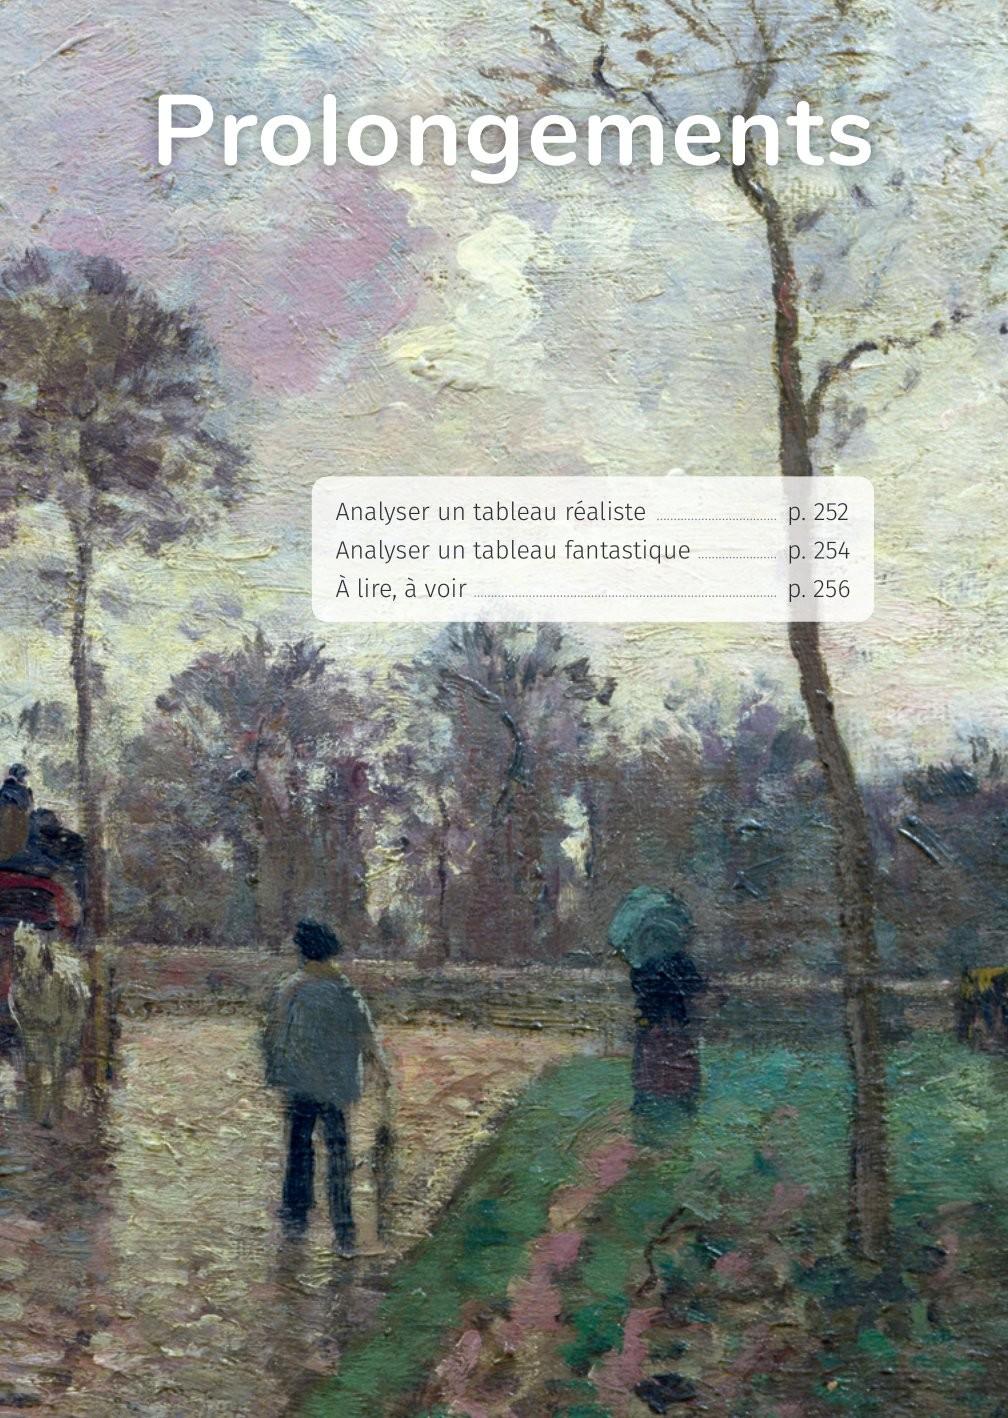 Prolongements
Analyser un tableau réaliste ........ p. 252
Analyser un tableau fantastique ........ p. 254
À lire, à voir ........ p. 256